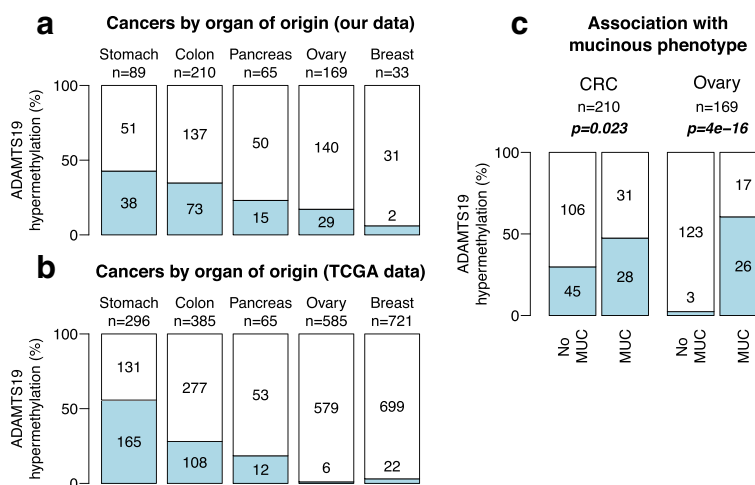 a
Cancers by organ of origin (our data)
Stomach Colon Pancreas Ovary Breast
n=89 n=210 n=65 n=169 n=33
ADAMTS19
hypermethylation (%)
100
50
0
51 137 50 140 31
38 73 15 29 2
b
Cancers by organ of origin (TCGA data)
Stomach Colon Pancreas Ovary Breast
n=296 n=385 n=65 n=585 n=721
ADAMTS19
hypermethylation (%)
100
50
0
131 277 53 579 699
165 108 12 6 22
c
Association with
mucinous phenotype
CRC Ovary
n=210 n=169
p=0.023 p=4e−16
ADAMTS19
hypermethylation (%)
100
50
0
106 31 123 17
45 28 3 26
No
MUC
MUC
No
MUC
MUC